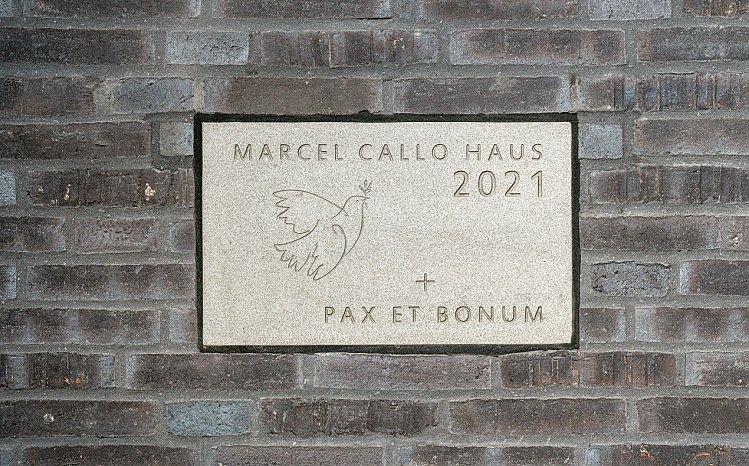 MARCEL CALLO HAUS
2021
+
PAX ET BONUM